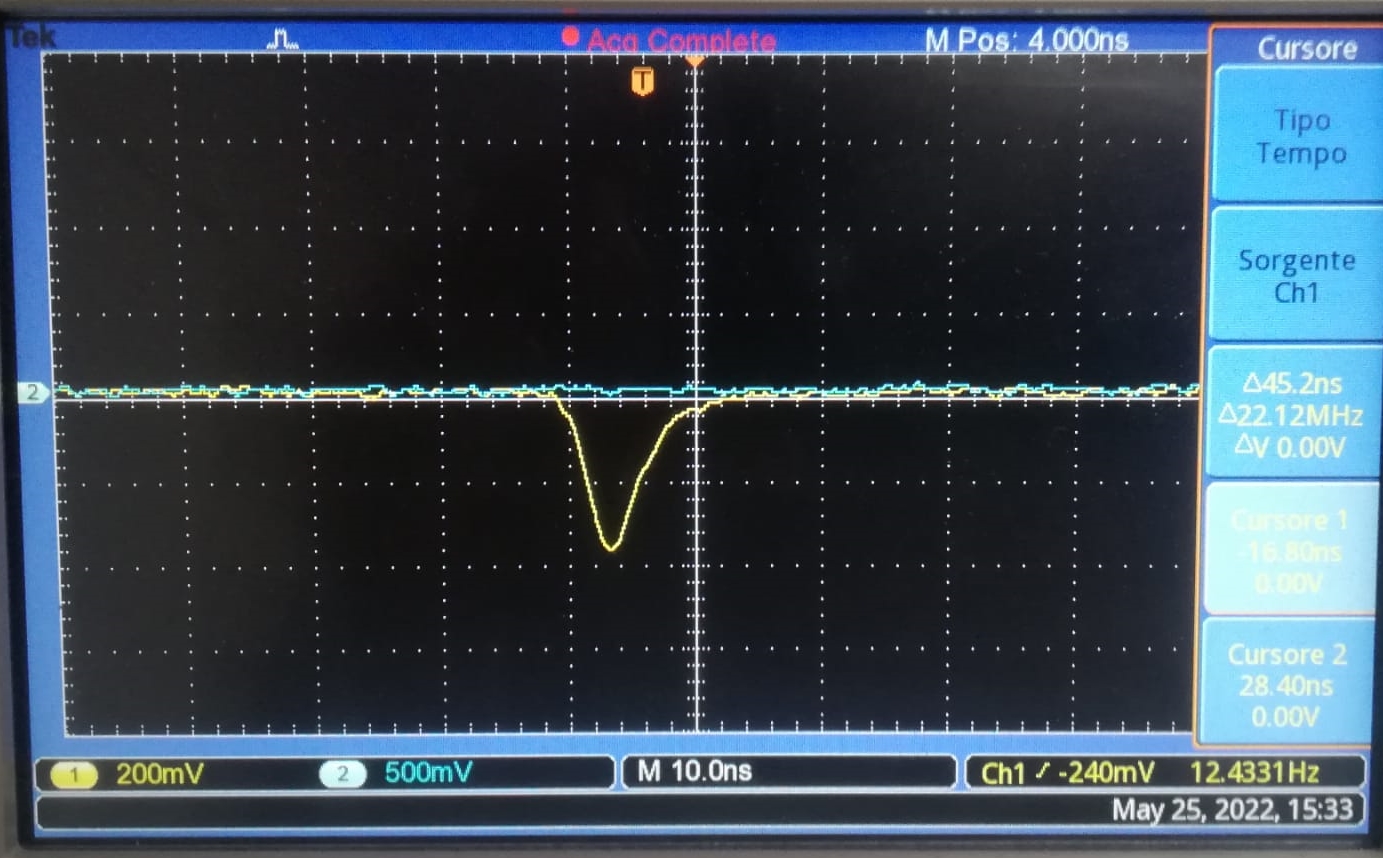 Tek
Acq Complete
M Pos: 4.000ns
Cursore
T
Tipo
Tempo
Sorgente
Ch1
2
Δ45.2ns
Δ22.12MHz
ΔV 0.00V
Cursore 1
-16.80ns
0.00V
Cursore 2
28.40ns
0.00V
1 200mV
2 500mV
M 10.0ns
Ch1 -240mV
12.4331Hz
May 25, 2022, 15:33